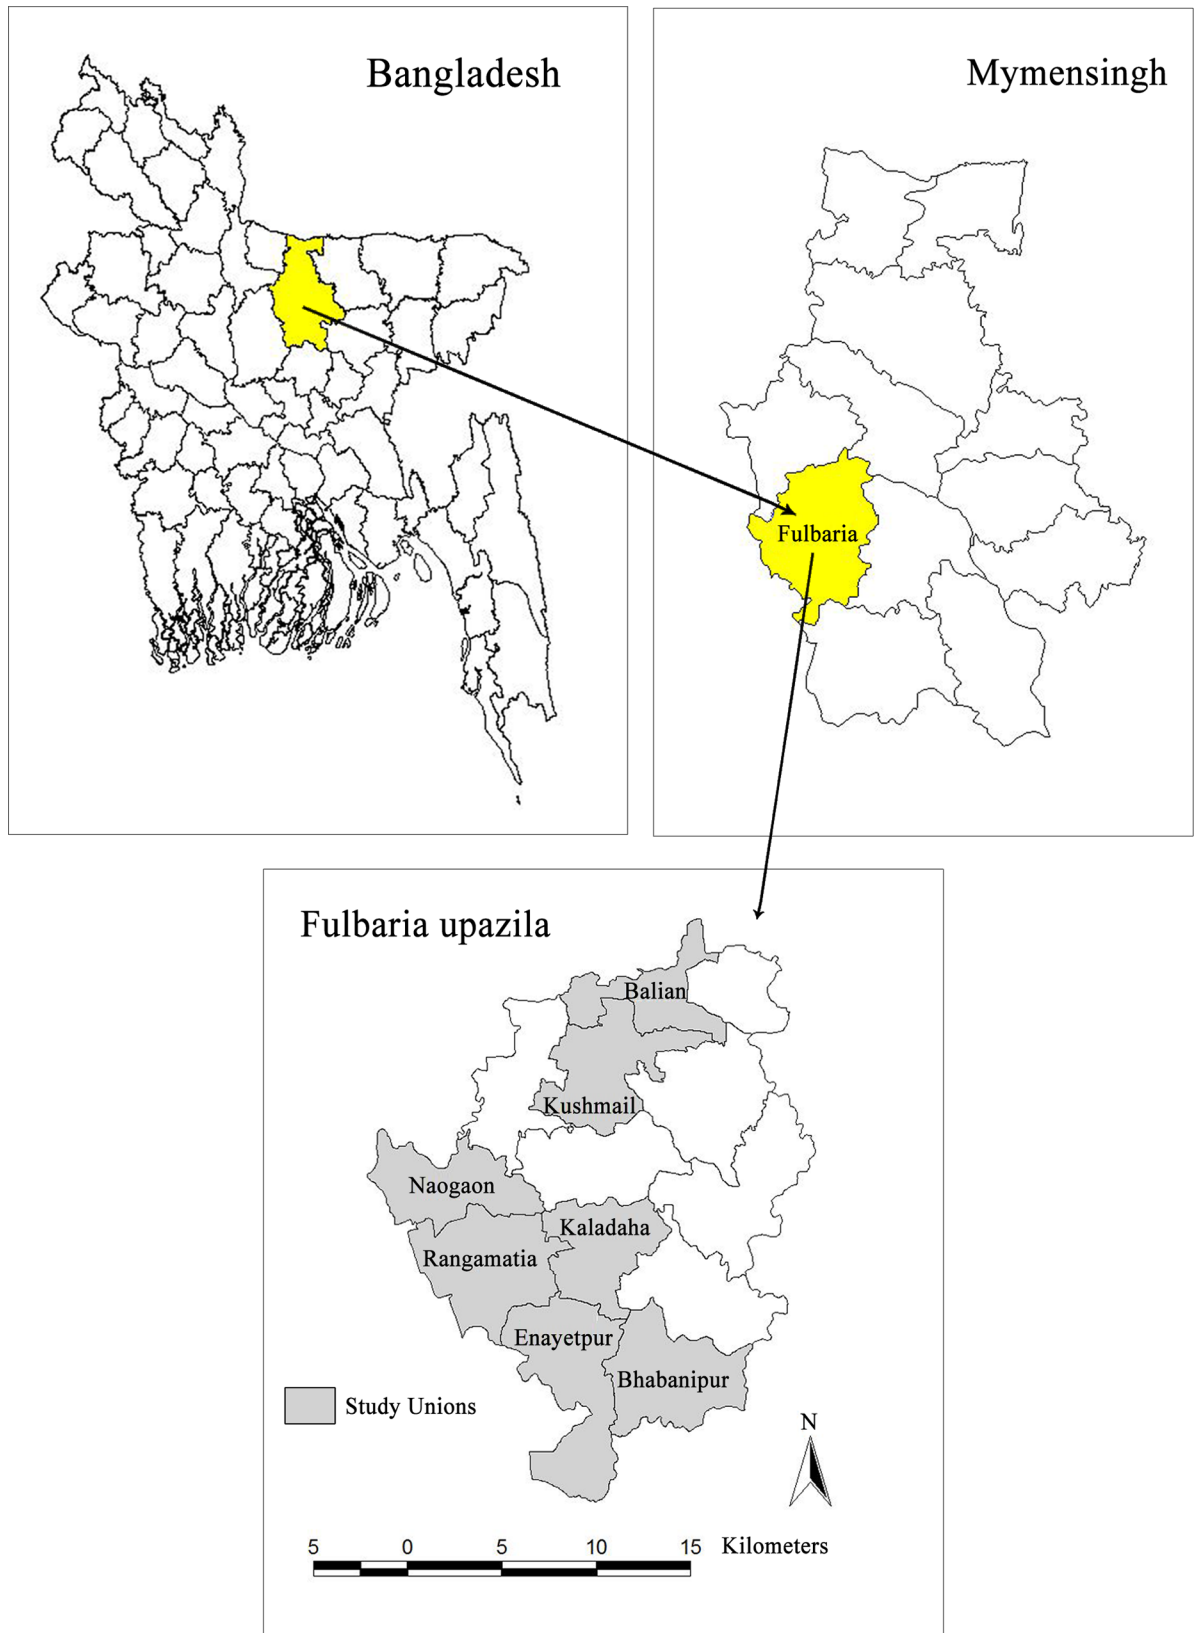 Bangladesh
Mymensingh
Fulbaria
Fulbaria upazila
Balian
Kushmail
Naogaon
Kaladaha
Rangamatia
Enayetpur
Bhabanipur
Study Unions
N
5 0 5 10 15 Kilometers